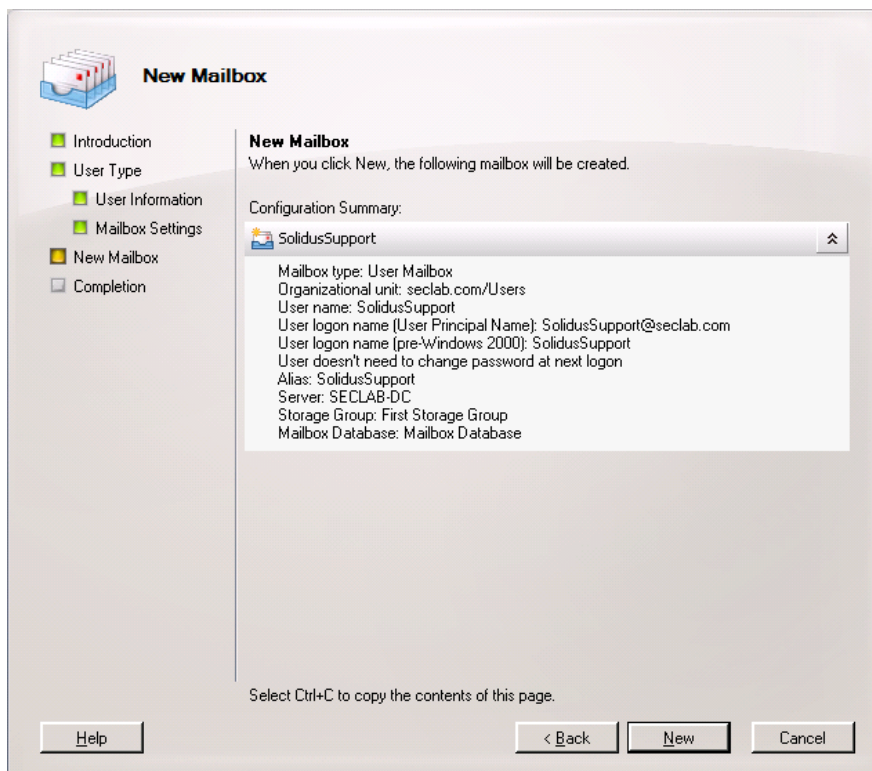 New Mailbox
Introduction
User Type
User Information
Mailbox Settings
New Mailbox
Completion
New Mailbox
When you click New, the following mailbox will be created.
Configuration Summary:
SolidusSupport
Mailbox type: User Mailbox
Organizational unit: seclab.com/Users
User name: SolidusSupport
User logon name (User Principal Name): SolidusSupport@seclab.com
User logon name (pre-Windows 2000): SolidusSupport
User doesn't need to change password at next logon
Alias: SolidusSupport
Server: SECLAB-DC
Storage Group: First Storage Group
Mailbox Database: Mailbox Database
Select Ctrl+C to copy the contents of this page.
Help
< Back
New
Cancel